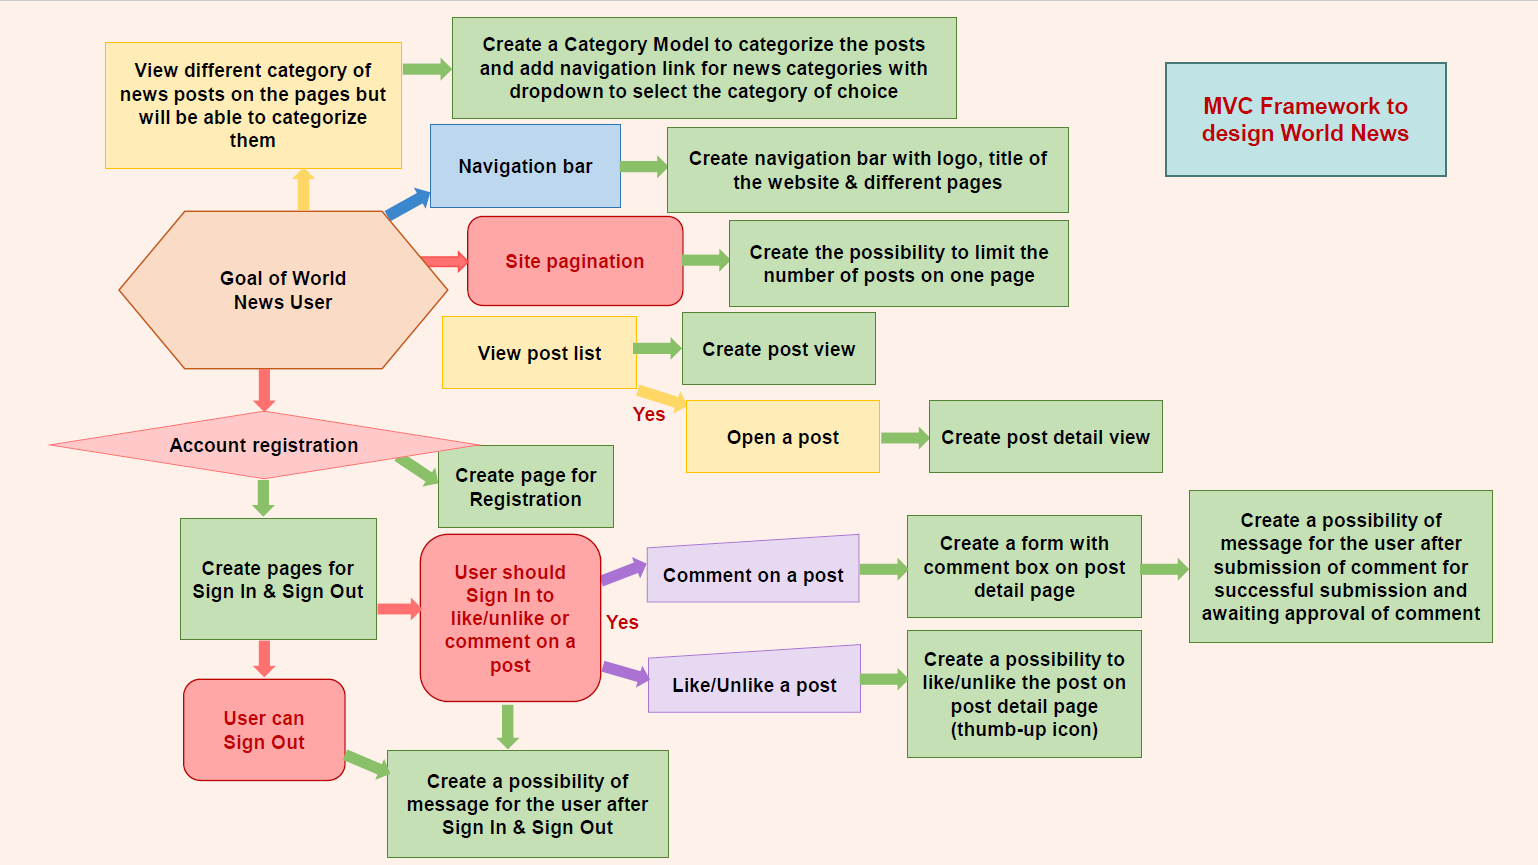 View different category of
news posts on the pages but
will be able to categorize
them
Create a Category Model to categorize the posts
and add navigation link for news categories with
dropdown to select the category of choice
MVC Framework to
design World News
Navigation bar
Create navigation bar with logo, title of
the website & different pages
Goal of World
News User
Site pagination
Create the possibility to limit the
number of posts on one page
View post list
Create post view
Yes
Open a post
Create post detail view
Account registration
Create page for
Registration
Create pages for
Sign In & Sign Out
User should
Sign In to
like/unlike or
comment on a
post
Yes
Comment on a post
Create a form with
comment box on post
detail page
Create a possibility of
message for the user after
submission of comment for
successful submission and
awaiting approval of comment
Like/Unlike a post
Create a possibility to
like/unlike the post on
post detail page
(thumb-up icon)
User can
Sign Out
Create a possibility of
message for the user after
Sign In & Sign Out